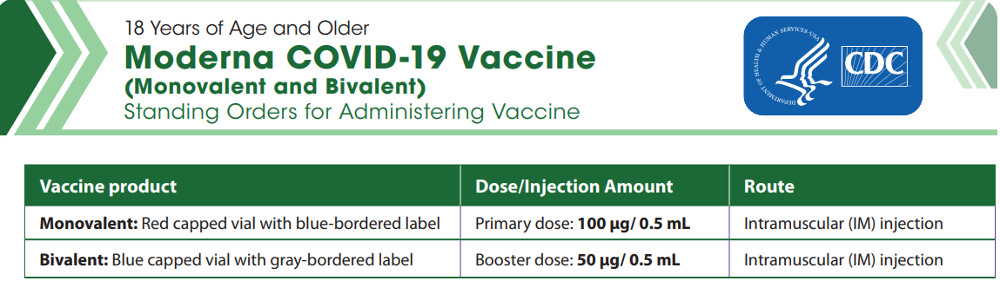 18 Years of Age and Older
Moderna COVID-19 Vaccine
(Monovalent and Bivalent)
Standing Orders for Administering Vaccine
DEPARTMENT OF HEALTH & HUMAN SERVICES·USA
CDC
Vaccine product Dose/Injection Amount Route
Monovalent: Red capped vial with blue-bordered label Primary dose: 100 µg/ 0.5 mL Intramuscular (IM) injection
Bivalent: Blue capped vial with gray-bordered label Booster dose: 50 µg/ 0.5 mL Intramuscular (IM) injection